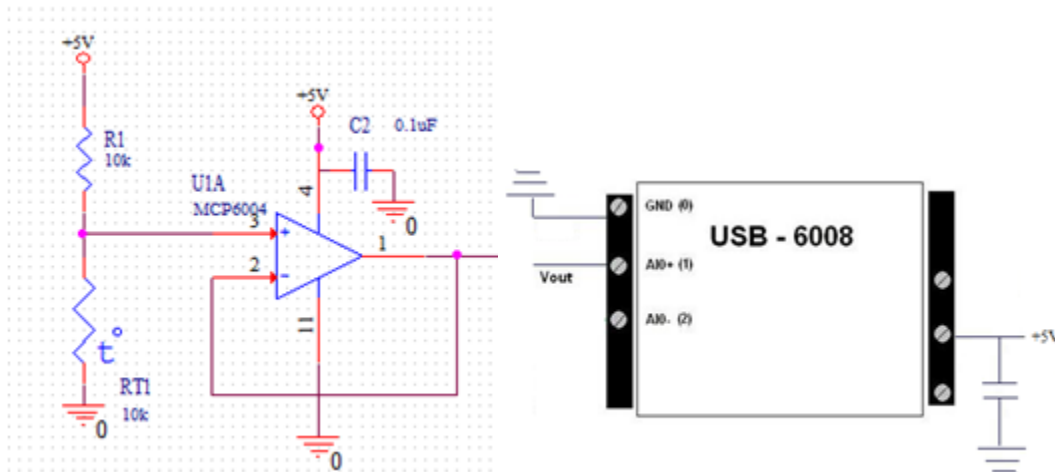 +5V
R1
10k
t°
RT1
10k
0
+5V
C2 0.1uF
0
U1A
MCP6004
4
3
+
2
-
1
11
0
USB - 6008
GND (0)
AI0+ (1)
Vout
AI0- (2)
+5V